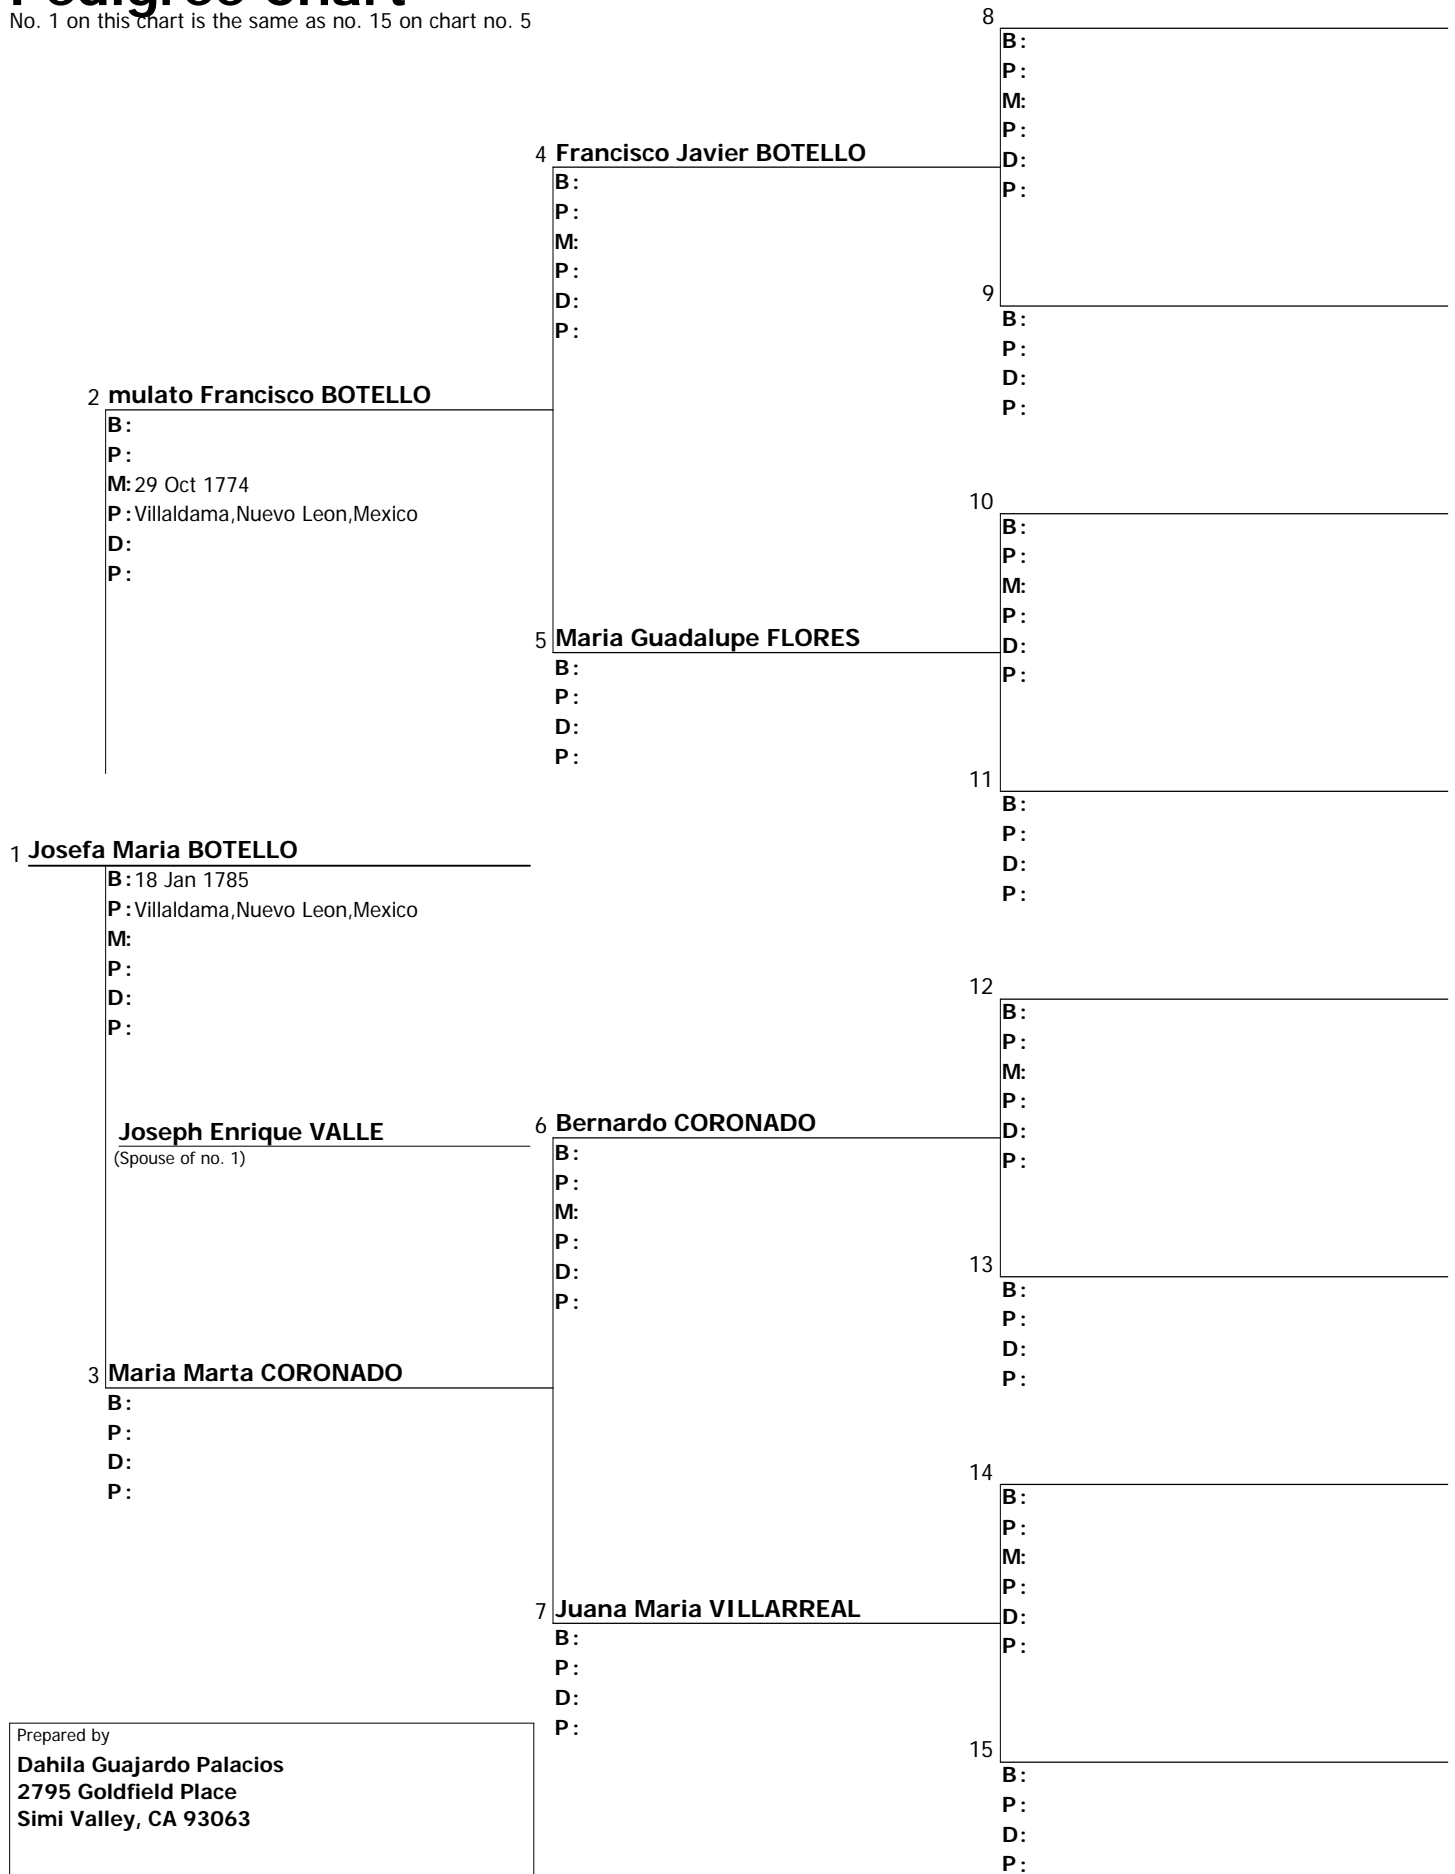 Pedigree Chart
No. 1 on this chart is the same as no. 15 on chart no. 5
8
B:
P:
M:
P:
D:
P:
4 Francisco Javier BOTELLO
B:
P:
M:
P:
D:
P:
9
B:
P:
D:
P:
2 mulato Francisco BOTELLO
B:
P:
M: 29 Oct 1774
P: Villaldama,Nuevo Leon,Mexico
D:
P:
10
B:
P:
M:
P:
D:
P:
5 Maria Guadalupe FLORES
B:
P:
D:
P:
11
B:
P:
D:
P:
1 Josefa Maria BOTELLO
B: 18 Jan 1785
P: Villaldama,Nuevo Leon,Mexico
M:
P:
D:
P:
12
B:
P:
M:
P:
D:
P:
Joseph Enrique VALLE
(Spouse of no. 1)
6 Bernardo CORONADO
B:
P:
M:
P:
D:
P:
13
B:
P:
D:
P:
3 Maria Marta CORONADO
B:
P:
D:
P:
14
B:
P:
M:
P:
D:
P:
7 Juana Maria VILLARREAL
B:
P:
D:
P:
15
B:
P:
D:
P:
Prepared by
Dahila Guajardo Palacios
2795 Goldfield Place
Simi Valley, CA 93063